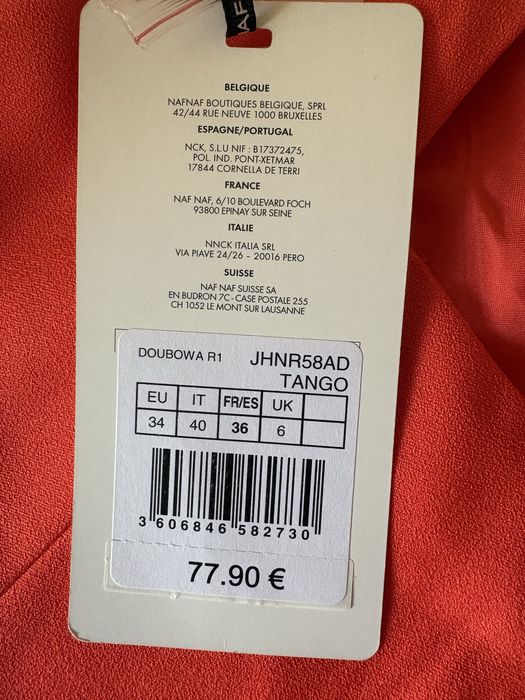 AF
BELGIQUE
NAFNAF BOUTIQUES BELGIQUE, SPRL
42/44 RUE NEUVE 1000 BRUXELLES
ESPAGNE/PORTUGAL
NCK, S.L.U NIF : B17372475,
POL. IND. PONT-XETMAR
17844 CORNELLA DE TERRI
FRANCE
NAF NAF, 6/10 BOULEVARD FOCH
93800 EPINAY SUR SEINE
ITALIE
NNCK ITALIA SRL
VIA PIAVE 24/26 - 20016 PERO
SUISSE
NAF NAF SUISSE SA
EN BUDRON 7C - CASE POSTALE 255
CH 1052 LE MONT SUR LAUSANNE
DOUBOWA R1 JHNR58AD
TANGO
EU IT FR/ES UK
34 40 36 6
3 606846 582730
77.90 €